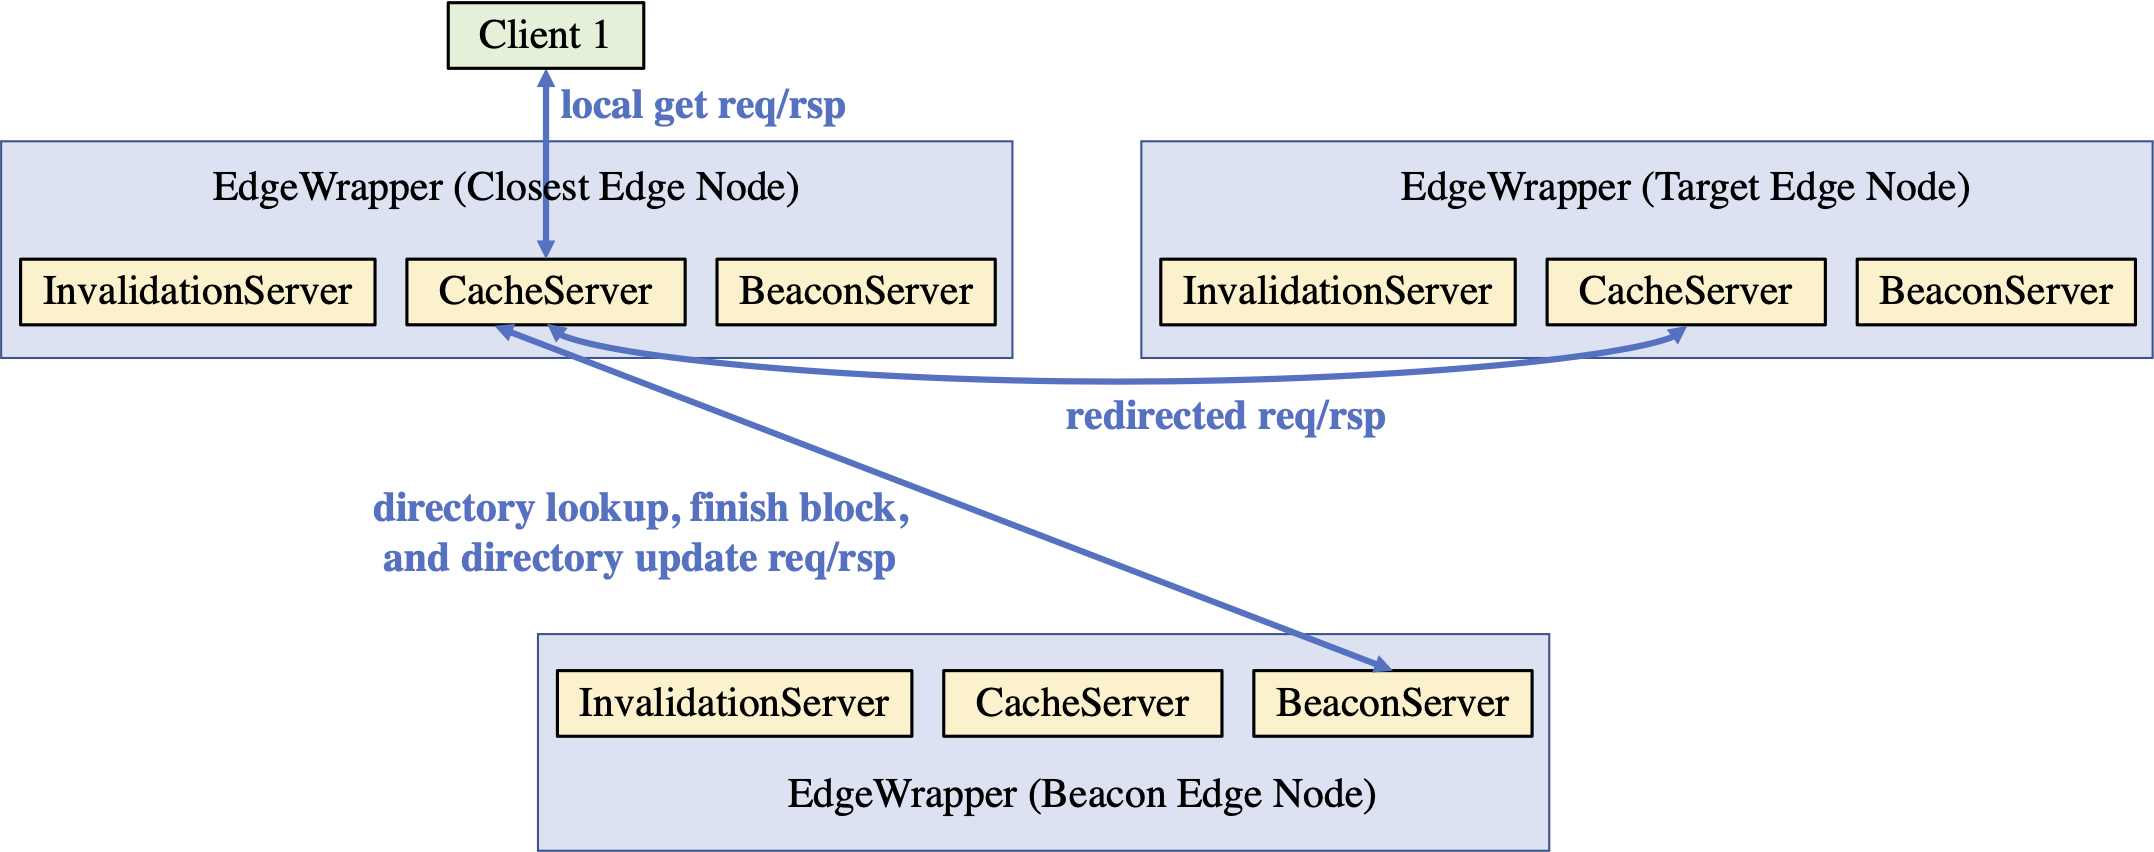 Client 1
local get req/rsp
EdgeWrapper (Closest Edge Node)
InvalidationServer
CacheServer
BeaconServer
EdgeWrapper (Target Edge Node)
InvalidationServer
CacheServer
BeaconServer
redirected req/rsp
directory lookup, finish block,
and directory update req/rsp
InvalidationServer
CacheServer
BeaconServer
EdgeWrapper (Beacon Edge Node)